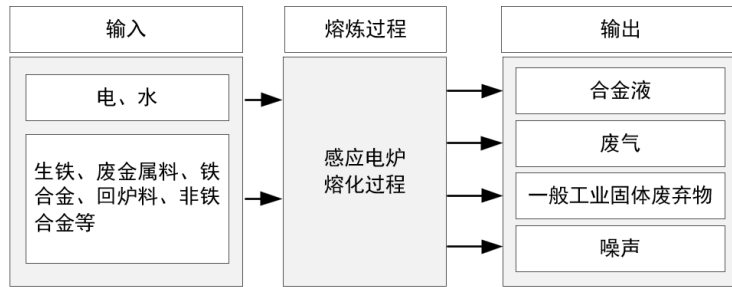 输入
熔炼过程
输出
电、水
生铁、废金属料、铁
合金、回炉料、非铁
合金等
感应电炉
熔化过程
合金液
废气
一般工业固体废弃物
噪声